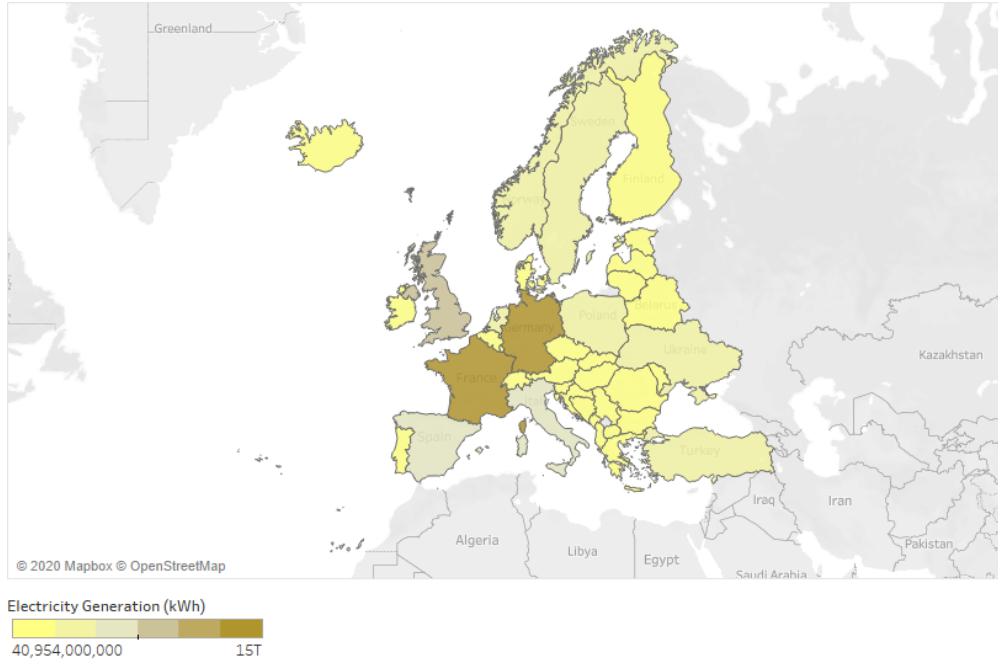 Greenland
Sweden
Finland
Norway
Belarus
Poland
Germany
Ukraine
Kazakhstan
France
Italy
Spain
Turkey
Iraq
Iran
Algeria
Libya
Egypt
Pakistan
Saudi Arabia
© 2020 Mapbox © OpenStreetMap
Electricity Generation (kWh)
40,954,000,000 15T